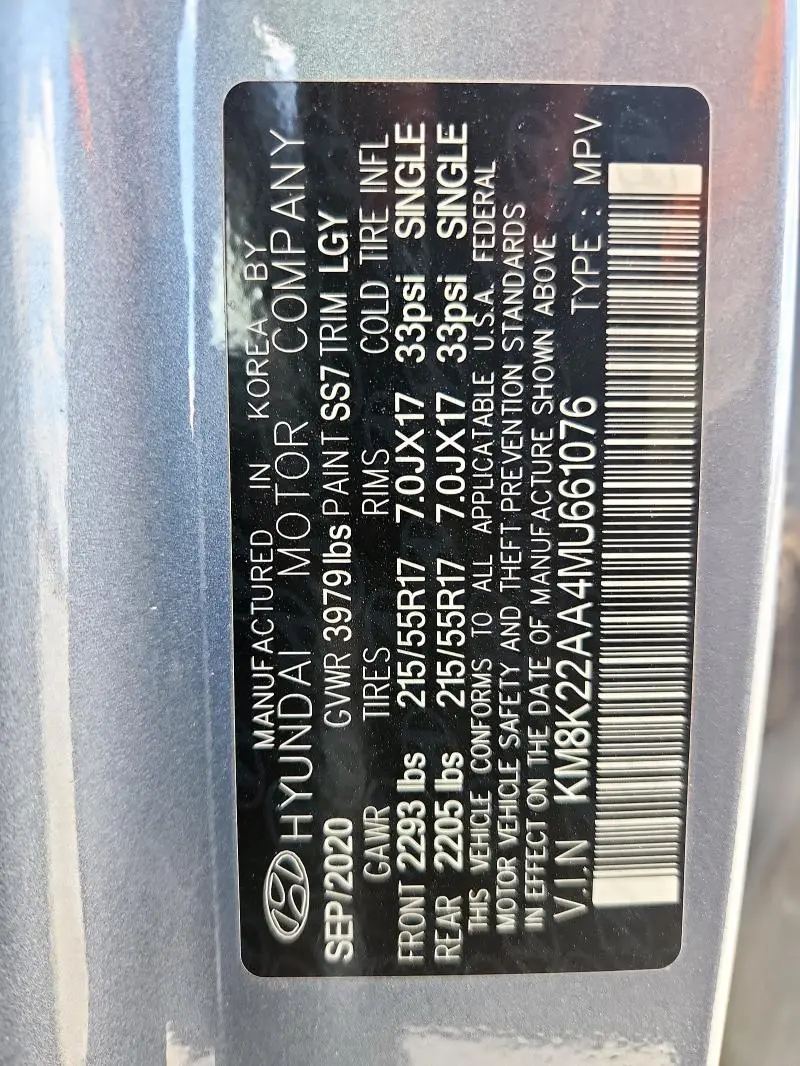 MANUFACTURED IN KOREA BY
HYUNDAI MOTOR COMPANY
SEP/2020 GVWR 3979lbs PAINT SS7 TRIM LGY
GAWR TIRES RIMS COLD TIRE INFL
FRONT 2293 lbs 215/55R17 7.0JX17 33psi SINGLE
REAR 2205 lbs 215/55R17 7.0JX17 33psi SINGLE
THIS VEHICLE CONFORMS TO ALL APPLICATABLE U.S.A. FEDERAL
MOTOR VEHICLE SAFETY AND THEFT PREVENTION STANDARDS
IN EFFECT ON THE DATE OF MANUFACTURE SHOWN ABOVE
V.I.N KM8K22AA4MU661076 TYPE : MPV